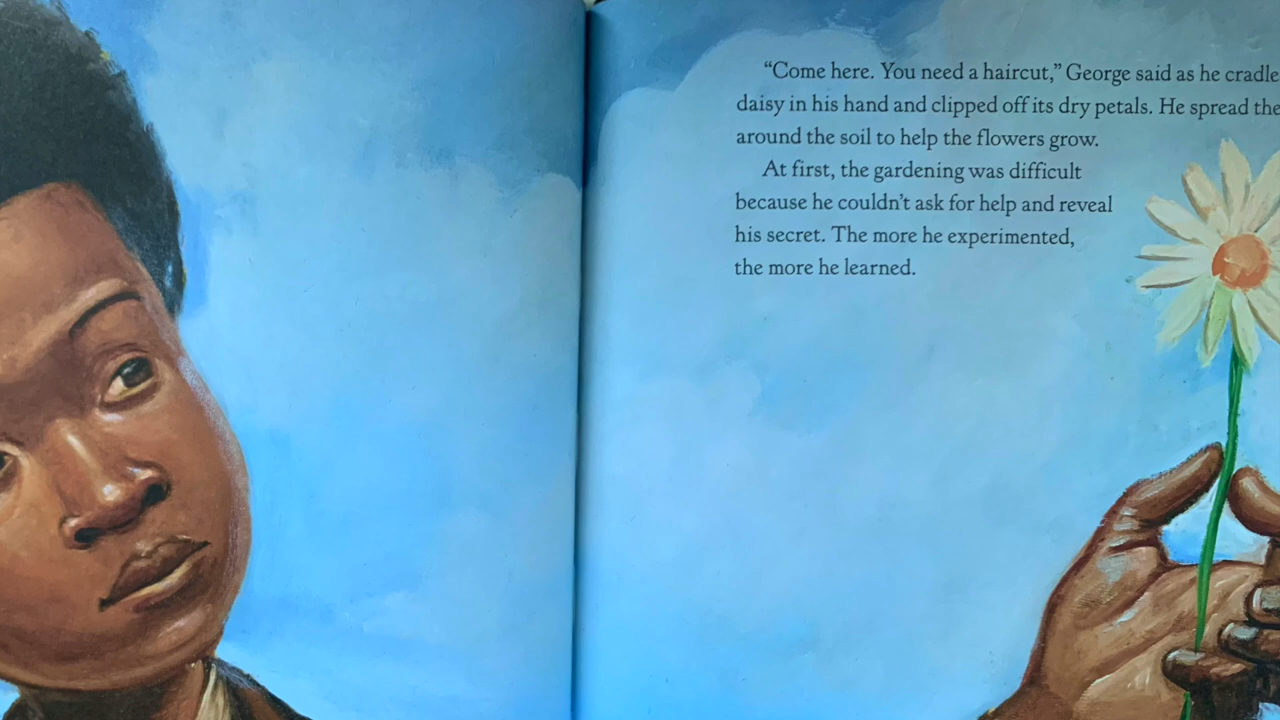 “Come here. You need a haircut,” George said as he cradle
daisy in his hand and clipped off its dry petals. He spread the
around the soil to help the flowers grow.
At first, the gardening was difficult
because he couldn’t ask for help and reveal
his secret. The more he experimented,
the more he learned.